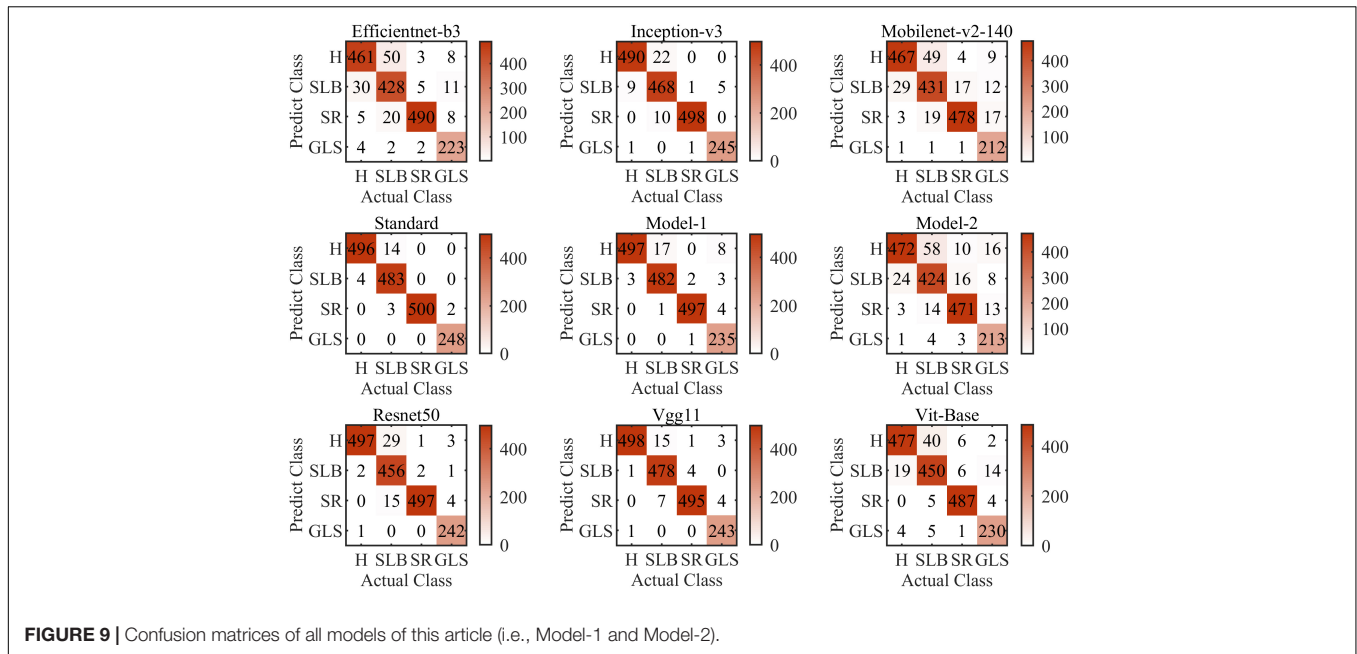 Efficientnet-b3
Predict Class
H 461 50 3 8
SLB 30 428 5 11
SR 5 20 490 8
GLS 4 2 2 223
H SLB SR GLS
Actual Class
400
300
200
100
Inception-v3
Predict Class
H 490 22 0 0
SLB 9 468 1 5
SR 0 10 498 0
GLS 1 0 1 245
H SLB SR GLS
Actual Class
400
200
0
Mobilenet-v2-140
Predict Class
H 467 49 4 9
SLB 29 431 17 12
SR 3 19 478 17
GLS 1 1 1 212
H SLB SR GLS
Actual Class
400
300
200
100
Standard
Predict Class
H 496 14 0 0
SLB 4 483 0 0
SR 0 3 500 2
GLS 0 0 0 248
H SLB SR GLS
Actual Class
400
200
0
Model-1
Predict Class
H 497 17 0 8
SLB 3 482 2 3
SR 0 1 497 4
GLS 0 0 1 235
H SLB SR GLS
Actual Class
400
200
0
Model-2
Predict Class
H 472 58 10 16
SLB 24 424 16 8
SR 3 14 471 13
GLS 1 4 3 213
H SLB SR GLS
Actual Class
400
300
200
100
Resnet50
Predict Class
H 497 29 1 3
SLB 2 456 2 1
SR 0 15 497 4
GLS 1 0 0 242
H SLB SR GLS
Actual Class
400
200
0
Vgg11
Predict Class
H 498 15 1 3
SLB 1 478 4 0
SR 0 7 495 4
GLS 1 0 0 243
H SLB SR GLS
Actual Class
400
200
0
Vit-Base
Predict Class
H 477 40 6 2
SLB 19 450 6 14
SR 0 5 487 4
GLS 4 5 1 230
H SLB SR GLS
Actual Class
400
200
0
FIGURE 9 | Confusion matrices of all models of this article (i.e., Model-1 and Model-2).